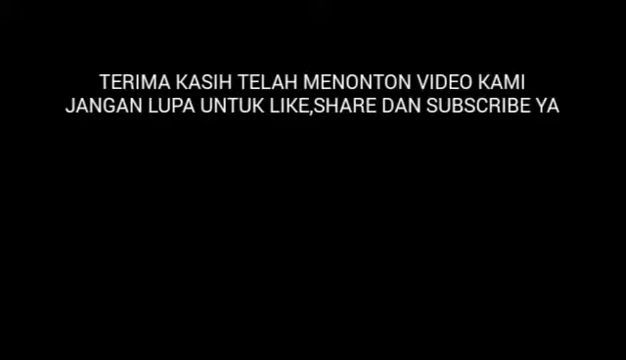 TERIMA KASIH TELAH MENONTON VIDEO KAMI
JANGAN LUPA UNTUK LIKE,SHARE DAN SUBSCRIBE YA